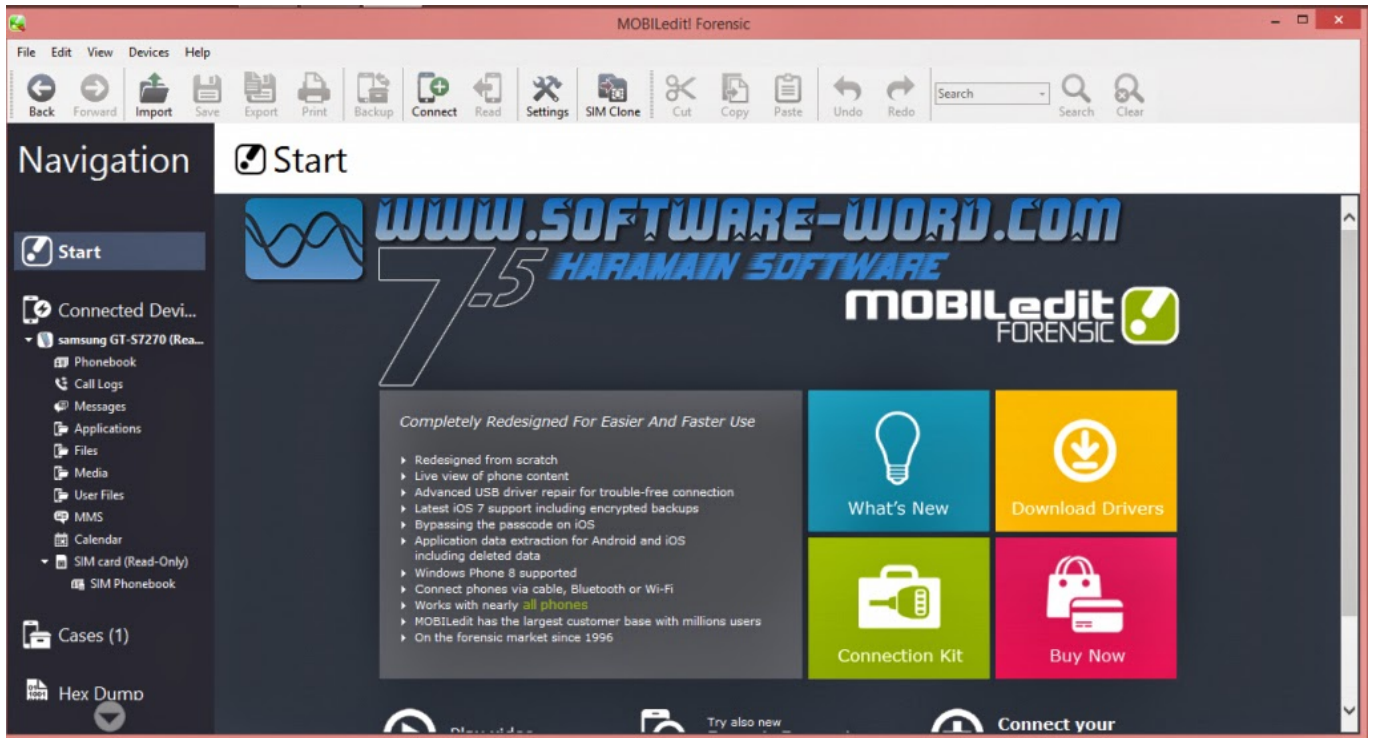 MOBILedit! Forensic
File Edit View Devices Help
Back Forward Import Save Export Print Backup Connect Read Settings SIM Clone Cut Copy Paste Undo Redo Search Search Clear
Navigation
Start
Start
Connected Devi...
samsung GT-S7270 (Rea...
Phonebook
Call Logs
Messages
Applications
Files
Media
User Files
MMS
Calendar
SIM card (Read-Only)
SIM Phonebook
Cases (1)
Hex Dump
WWW.SOFTWARE-WORD.COM
HARAMAIN SOFTWARE
7.5
MOBILedit
FORENSIC
Completely Redesigned For Easier And Faster Use
Redesigned from scratch
Live view of phone content
Advanced USB driver repair for trouble-free connection
Latest iOS 7 support including encrypted backups
Bypassing the passcode on iOS
Application data extraction for Android and iOS
including deleted data
Windows Phone 8 supported
Connect phones via cable, Bluetooth or Wi-Fi
Works with nearly all phones
MOBILedit has the largest customer base with millions users
On the forensic market since 1996
What's New
Download Drivers
Connection Kit
Buy Now
Play video
Try also new
Connect your